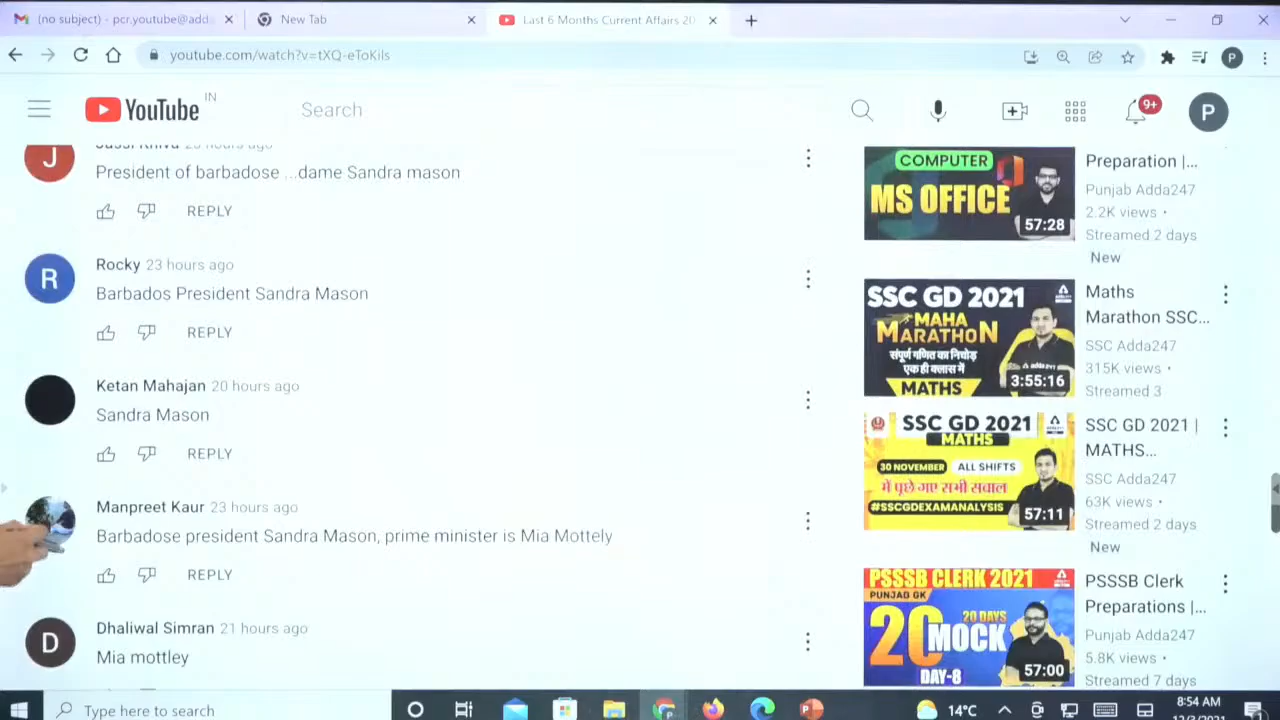 (no subject) - pcr.youtube@add
New Tab
Last 6 Months Current Affairs 20
youtube.com/watch?v=tXQ-eToKils
YouTube IN
Search
9+
P
J
President of barbadose ...dame Sandra mason
REPLY
R
Rocky 23 hours ago
Barbados President Sandra Mason
REPLY
Ketan Mahajan 20 hours ago
Sandra Mason
REPLY
Manpreet Kaur 23 hours ago
Barbadose president Sandra Mason, prime minister is Mia Mottely
REPLY
D
Dhaliwal Simran 21 hours ago
Mia mottley
COMPUTER
MS OFFICE
57:28
Preparation |...
Punjab Adda247
2.2K views •
Streamed 2 days
New
SSC GD 2021
MAHA
MARATHON
संपूर्ण गणित का निचोड़
एक ही क्लास में
MATHS
3:55:16
Maths
Marathon SSC...
SSC Adda247
315K views •
Streamed 3
SSC GD 2021
MATHS
30 NOVEMBER ALL SHIFTS
में पूछे गए सभी सवाल
#SSCGDEXAMANALYSIS
57:11
SSC GD 2021 |
MATHS...
SSC Adda247
63K views •
Streamed 2 days
New
PSSSB CLERK 2021
PUNJAB GK
20 20 DAYS
MOCK
DAY-8
57:00
PSSSB Clerk
Preparations |...
Punjab Adda247
5.8K views •
Streamed 7 days
Type here to search
14°C
8:54 AM